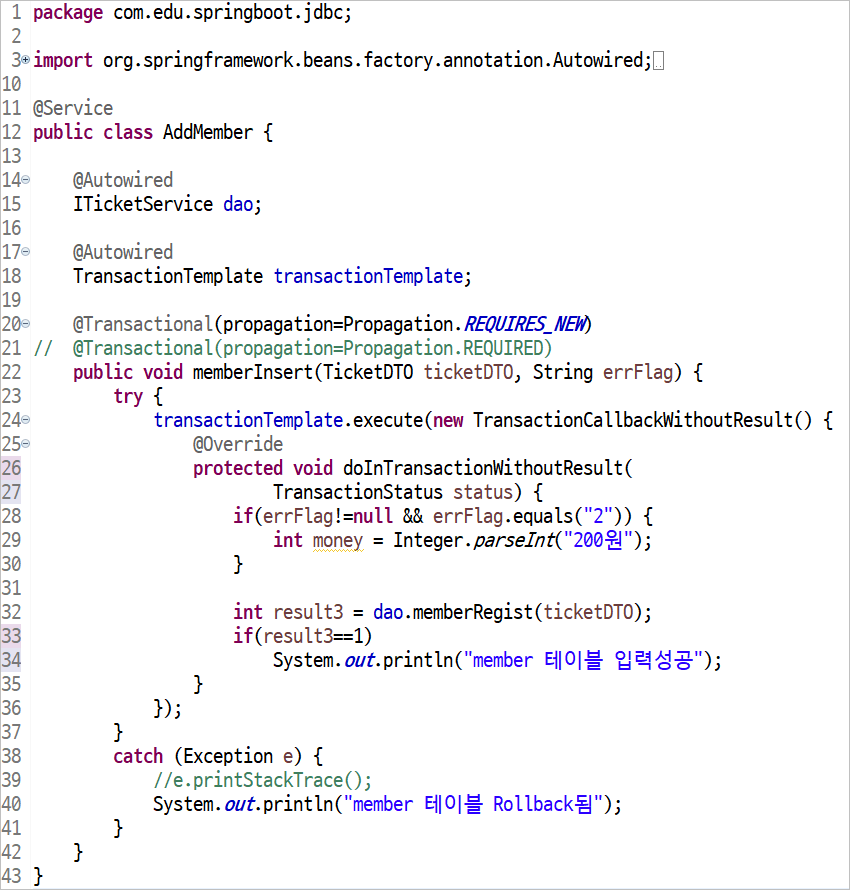 1 package com.edu.springboot.jdbc;
2
3 import org.springframework.beans.factory.annotation.Autowired;
10
11 @Service
12 public class AddMember {
13
14     @Autowired
15     ITicketService dao;
16
17     @Autowired
18     TransactionTemplate transactionTemplate;
19
20     @Transactional(propagation=Propagation.REQUIRES_NEW)
21 //  @Transactional(propagation=Propagation.REQUIRED)
22     public void memberInsert(TicketDTO ticketDTO, String errFlag) {
23         try {
24             transactionTemplate.execute(new TransactionCallbackWithoutResult() {
25                 @Override
26                 protected void doInTransactionWithoutResult(
27                         TransactionStatus status) {
28                     if(errFlag!=null && errFlag.equals("2")) {
29                         int money = Integer.parseInt("200원");
30                     }
31
32                     int result3 = dao.memberRegist(ticketDTO);
33                     if(result3==1)
34                         System.out.println("member 테이블 입력성공");
35                 }
36             });
37         }
38         catch (Exception e) {
39             //e.printStackTrace();
40             System.out.println("member 테이블 Rollback됨");
41         }
42     }
43 }